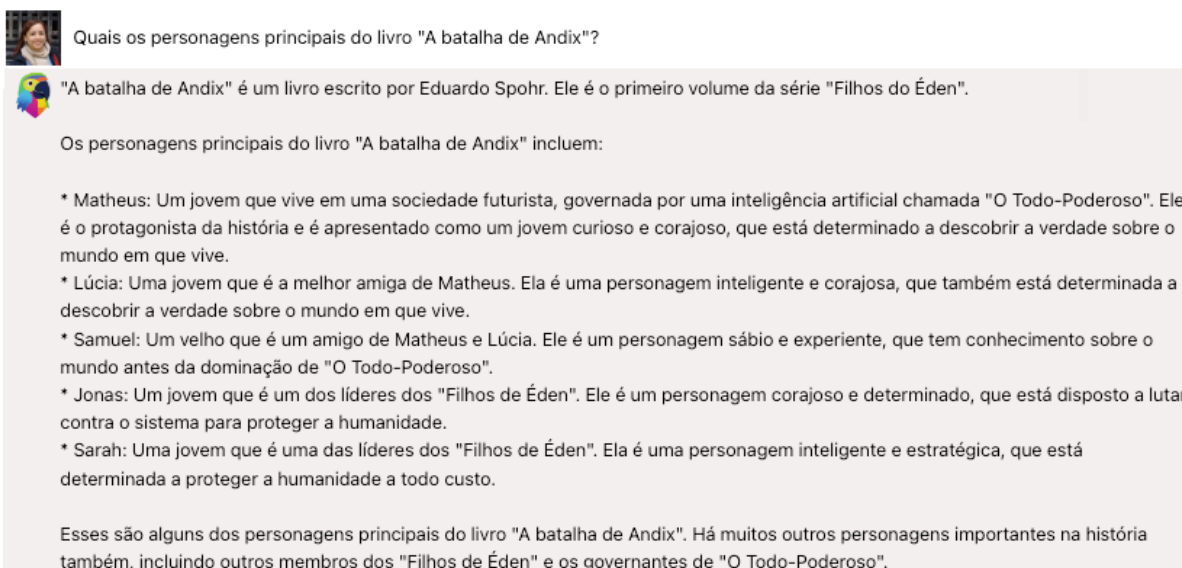 Quais os personagens principais do livro "A batalha de Andix"?
"A batalha de Andix" é um livro escrito por Eduardo Spohr. Ele é o primeiro volume da série "Filhos do Éden".
Os personagens principais do livro "A batalha de Andix" incluem:
* Matheus: Um jovem que vive em uma sociedade futurista, governada por uma inteligência artificial chamada "O Todo-Poderoso". Ele
é o protagonista da história e é apresentado como um jovem curioso e corajoso, que está determinado a descobrir a verdade sobre o
mundo em que vive.
* Lúcia: Uma jovem que é a melhor amiga de Matheus. Ela é uma personagem inteligente e corajosa, que também está determinada a
descobrir a verdade sobre o mundo em que vive.
* Samuel: Um velho que é um amigo de Matheus e Lúcia. Ele é um personagem sábio e experiente, que tem conhecimento sobre o
mundo antes da dominação de "O Todo-Poderoso".
* Jonas: Um jovem que é um dos líderes dos "Filhos de Éden". Ele é um personagem corajoso e determinado, que está disposto a lutar
contra o sistema para proteger a humanidade.
* Sarah: Uma jovem que é uma das líderes dos "Filhos de Éden". Ela é uma personagem inteligente e estratégica, que está
determinada a proteger a humanidade a todo custo.
Esses são alguns dos personagens principais do livro "A batalha de Andix". Há muitos outros personagens importantes na história
também, incluindo outros membros dos "Filhos de Éden" e os governantes de "O Todo-Poderoso".